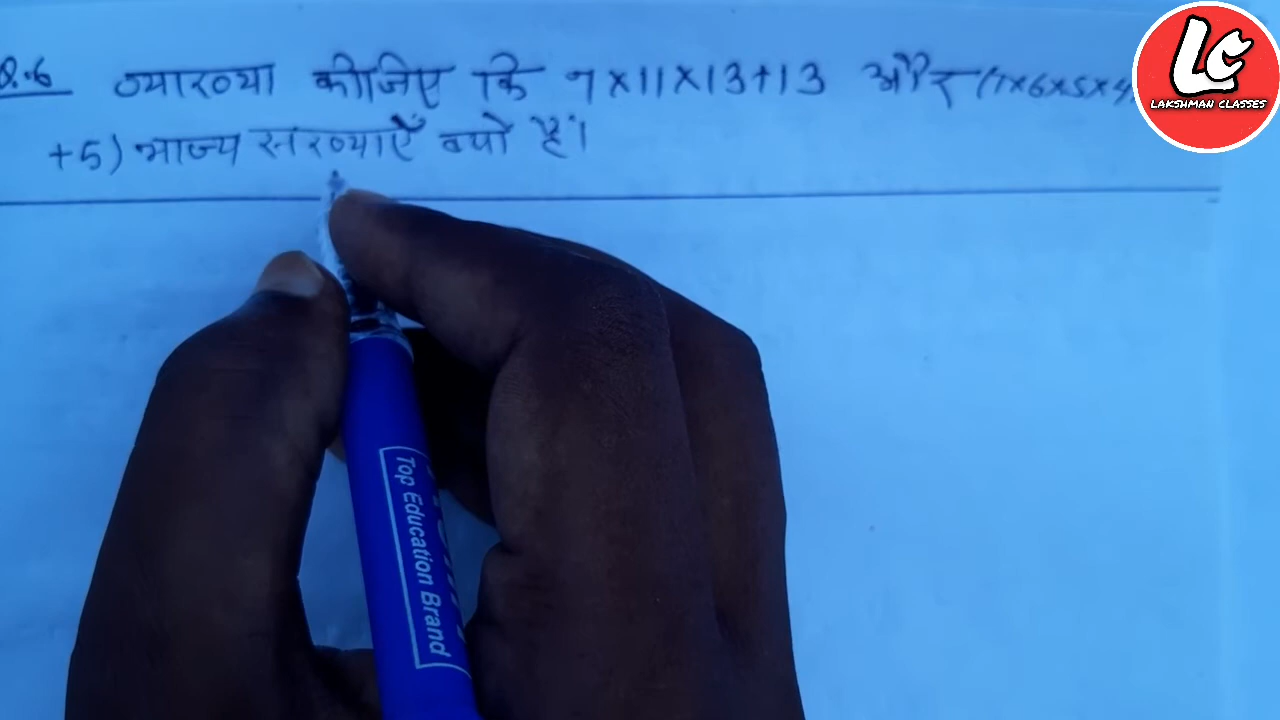 Q.6 व्याख्या कीजिए कि 7×11×13+13 और (7×6×5×4
+5) भाज्य संख्याएँ क्यों हैं।
LC
LAKSHMAN CLASSES
Top Education Brand